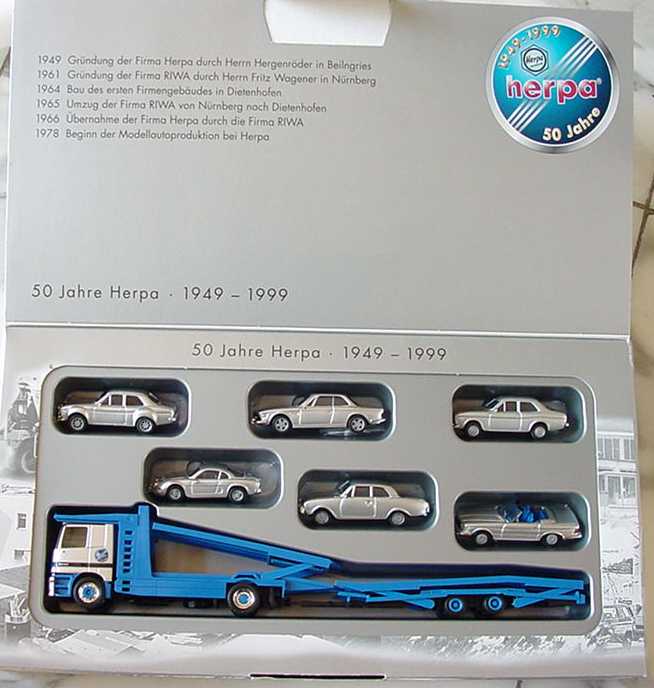 1949-1999
Herpa
herpa®
50 Jahre
1949 Gründung der Firma Herpa durch Herrn Hergenröder in Beilngries
1961 Gründung der Firma RIWA durch Herrn Fritz Wagener in Nürnberg
1964 Bau des ersten Firmengebäudes in Dietenhofen
1965 Umzug der Firma RIWA von Nürnberg nach Dietenhofen
1966 Übernahme der Firma Herpa durch die Firma RIWA
1978 Beginn der Modellautoproduktion bei Herpa
50 Jahre Herpa · 1949 – 1999
50 Jahre Herpa · 1949 – 1999